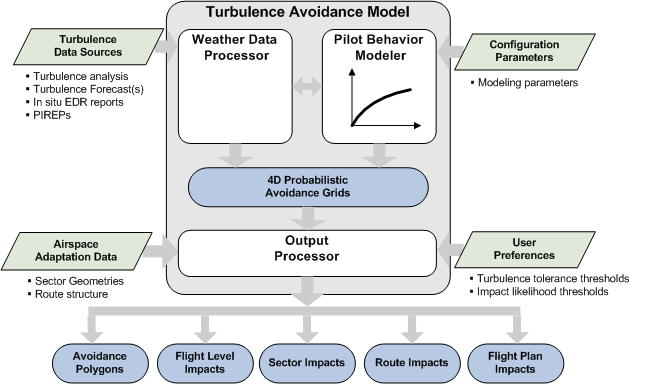 Turbulence Avoidance Model
Turbulence
Data Sources
▪ Turbulence analysis
▪ Turbulence Forecast(s)
▪ In situ EDR reports
▪ PIREPs
Weather Data
Processor
Pilot Behavior
Modeler
Configuration
Parameters
▪ Modeling parameters
4D Probabilistic
Avoidance Grids
Airspace
Adaptation Data
▪ Sector Geometries
▪ Route structure
Output
Processor
User
Preferences
▪ Turbulence tolerance thresholds
▪ Impact likelihood thresholds
Avoidance
Polygons
Flight Level
Impacts
Sector Impacts
Route Impacts
Flight Plan
Impacts